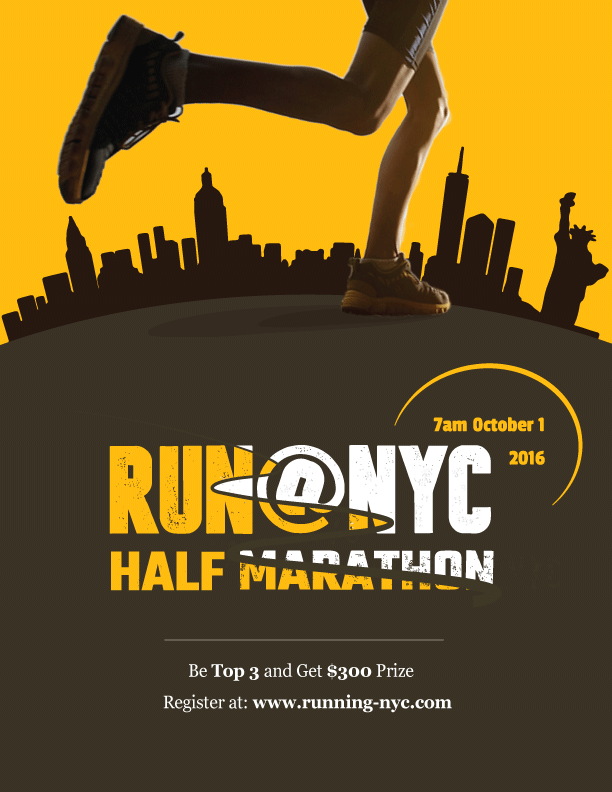 7am October 1
2016
RUN@NYC
HALF MARATHON
Be Top 3 and Get $300 Prize
Register at: www.running-nyc.com